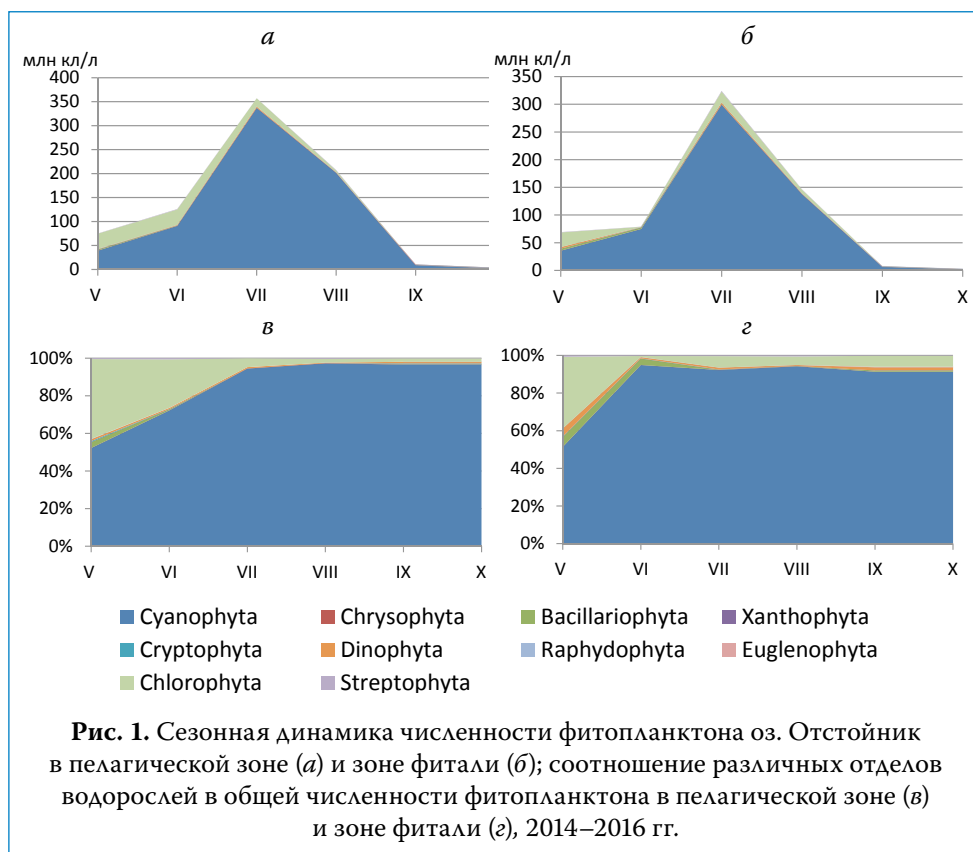 а
млн кл/л
400
350
300
250
200
150
100
50
0
V VI VII VIII IX
б
млн кл/л
350
300
250
200
150
100
50
0
V VI VII VIII IX X
в
100%
80%
60%
40%
20%
0%
V VI VII VIII IX X
г
100%
80%
60%
40%
20%
0%
V VI VII VIII IX X
Cyanophyta Chrysophyta Bacillariophyta Xanthophyta
Cryptophyta Dinophyta Raphydophyta Euglenophyta
Chlorophyta Streptophyta
Рис. 1. Сезонная динамика численности фитопланктона оз. Отстойник
в пелагической зоне (а) и зоне фитали (б); соотношение различных отделов
водорослей в общей численности фитопланктона в пелагической зоне (в)
и зоне фитали (г), 2014–2016 гг.